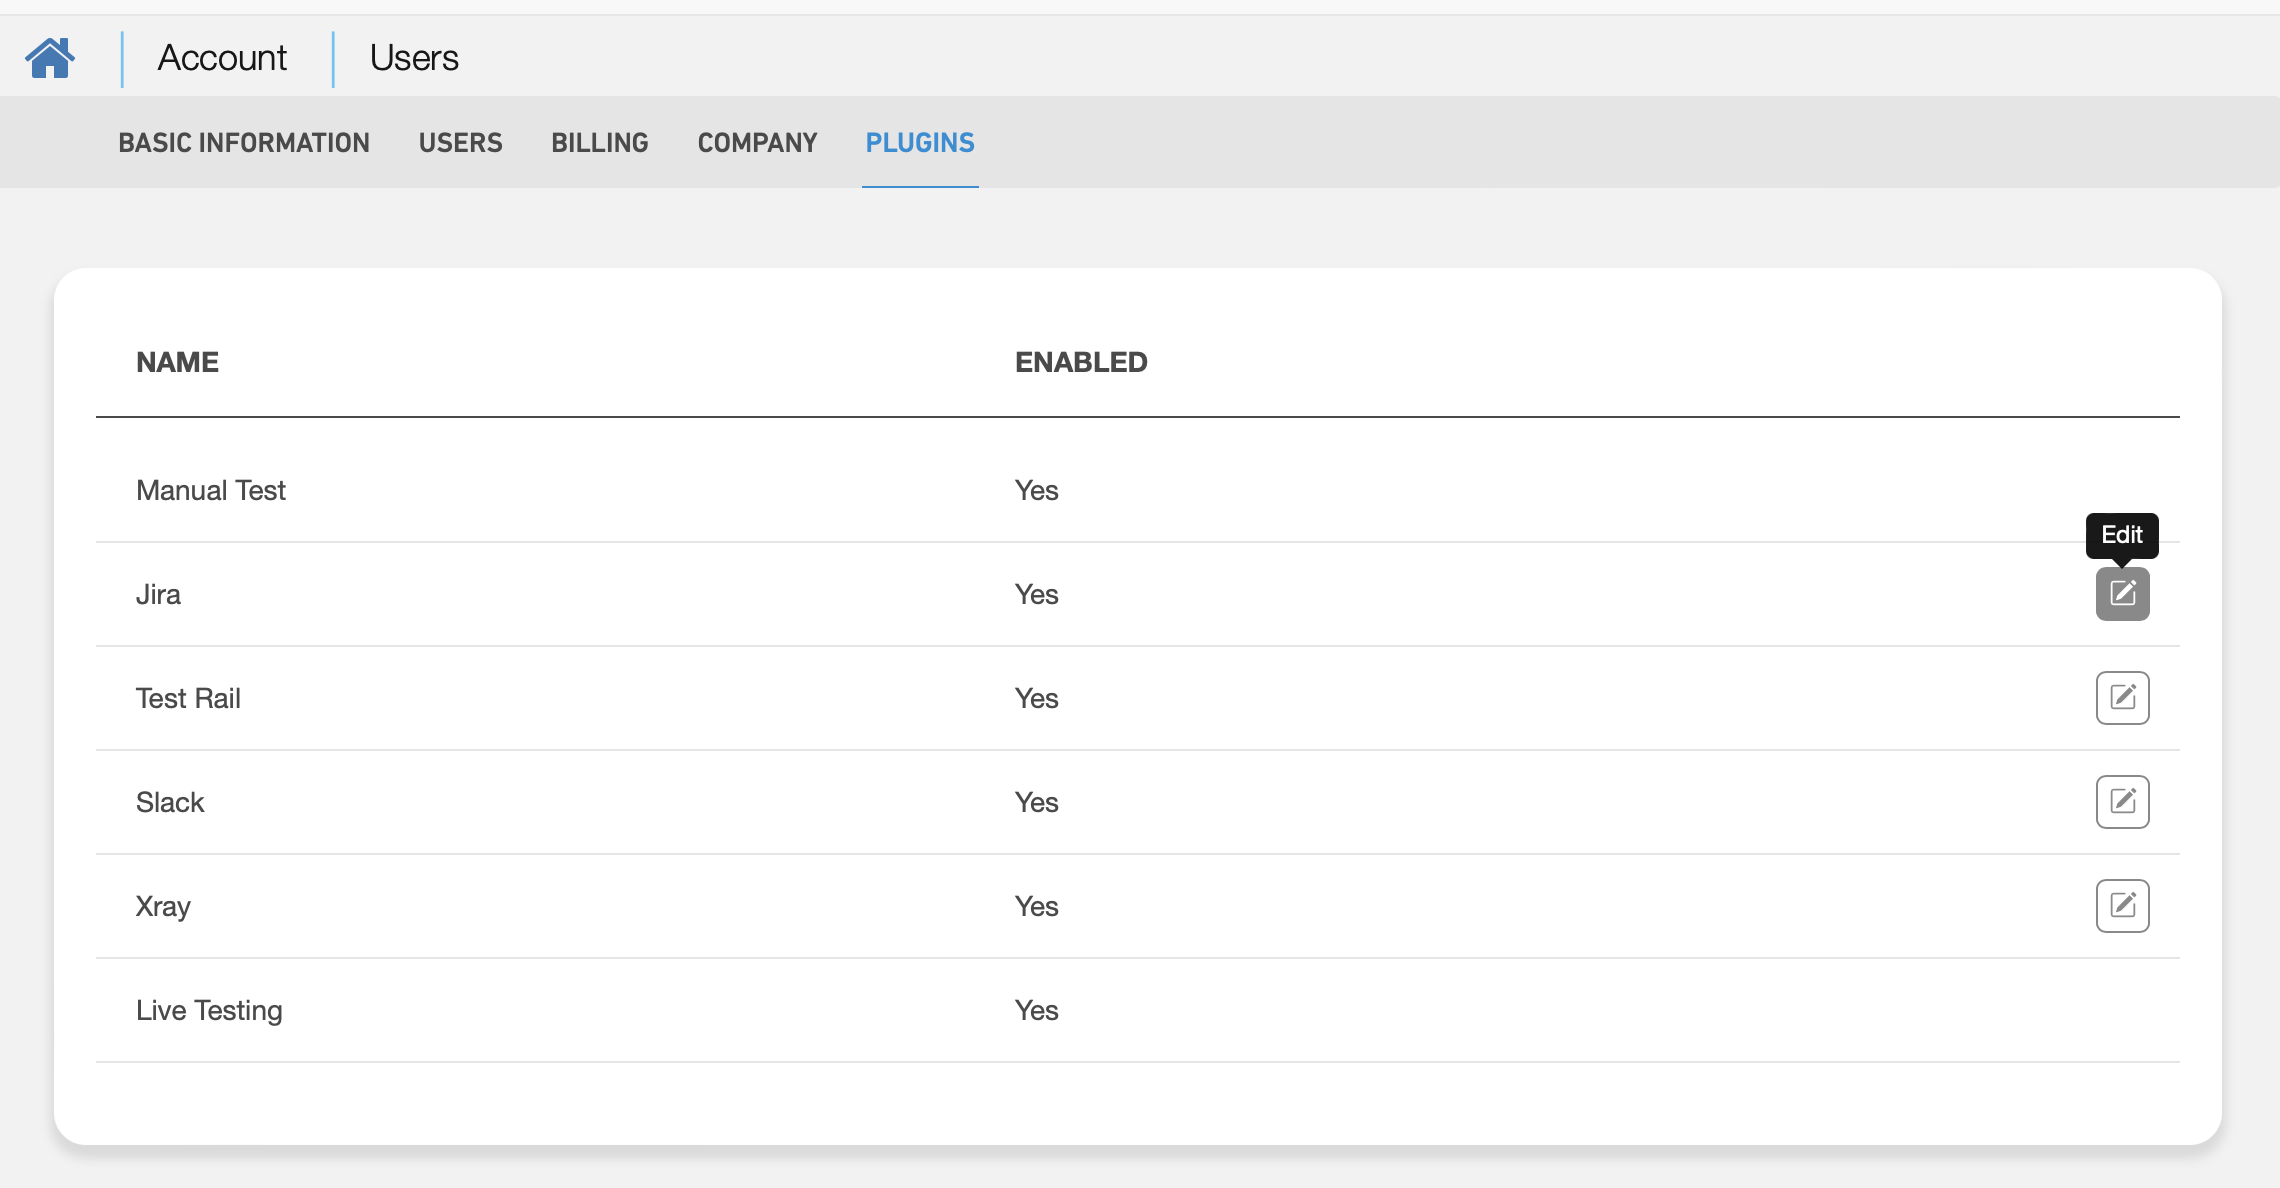 Account Users
BASIC INFORMATION USERS BILLING COMPANY PLUGINS
NAME ENABLED
Manual Test Yes
Edit
Jira Yes
Test Rail Yes
Slack Yes
Xray Yes
Live Testing Yes